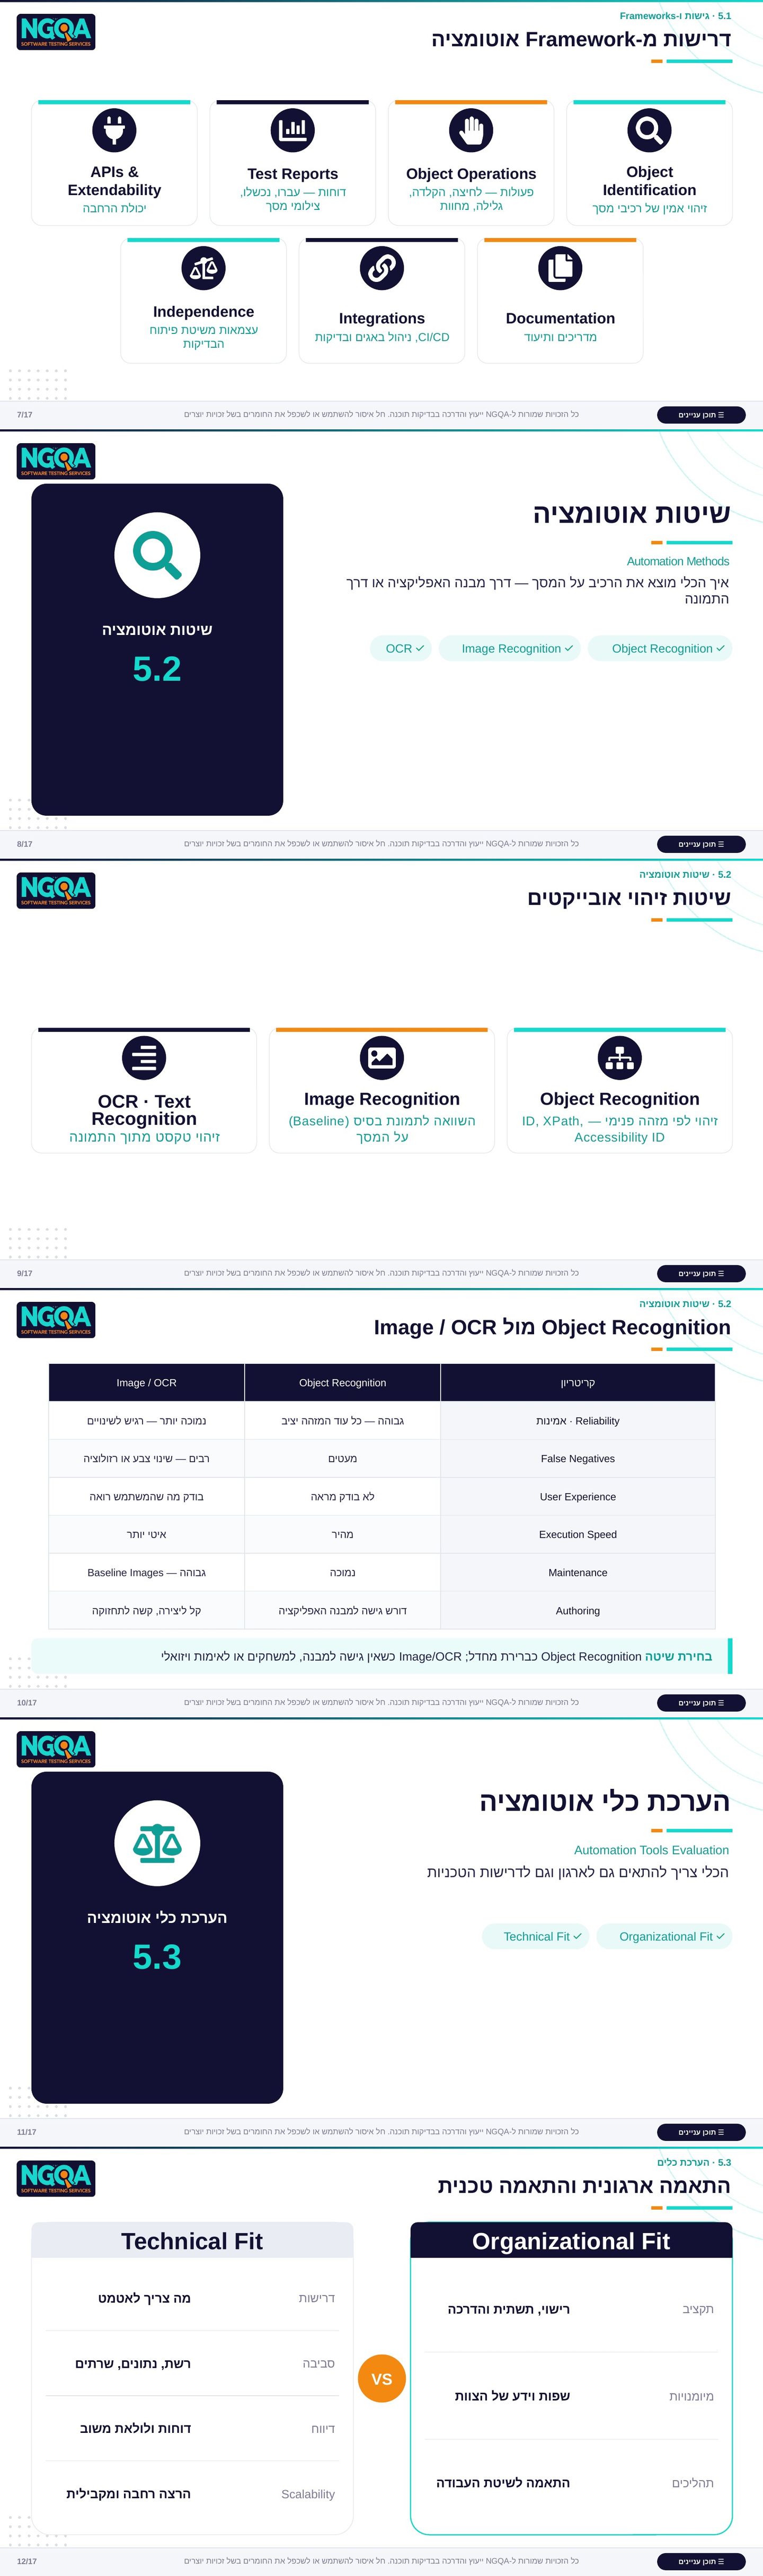 5.1 · גישות ו-Frameworks
דרישות מ-Framework אוטומציה
NGQA
SOFTWARE TESTING SERVICES
Object
Identification
זיהוי אמין של רכיבי מסך
Object Operations
פעולות — לחיצה, הקלדה,
גלילה, מחוות
Test Reports
דוחות — עברו, נכשלו,
צילומי מסך
APIs &
Extendability
יכולת הרחבה
Documentation
מדריכים ותיעוד
Integrations
CI/CD, ניהול באגים ובדיקות
Independence
עצמאות משיטת פיתוח
הבדיקות
☰ תוכן עניינים
כל הזכויות שמורות ל-NGQA ייעוץ והדרכה בבדיקות תוכנה. חל איסור להשתמש או לשכפל את החומרים בשל זכויות יוצרים
7/17
NGQA
SOFTWARE TESTING SERVICES
שיטות אוטומציה
Automation Methods
איך הכלי מוצא את הרכיב על המסך — דרך מבנה האפליקציה או דרך
התמונה
✓ Object Recognition
✓ Image Recognition
✓ OCR
שיטות אוטומציה
5.2
☰ תוכן עניינים
כל הזכויות שמורות ל-NGQA ייעוץ והדרכה בבדיקות תוכנה. חל איסור להשתמש או לשכפל את החומרים בשל זכויות יוצרים
8/17
5.2 · שיטות אוטומציה
שיטות זיהוי אובייקטים
NGQA
SOFTWARE TESTING SERVICES
Object Recognition
זיהוי לפי מזהה פנימי — ID, XPath,
Accessibility ID
Image Recognition
השוואה לתמונת בסיס (Baseline)
על המסך
OCR · Text
Recognition
זיהוי טקסט מתוך התמונה
☰ תוכן עניינים
כל הזכויות שמורות ל-NGQA ייעוץ והדרכה בבדיקות תוכנה. חל איסור להשתמש או לשכפל את החומרים בשל זכויות יוצרים
9/17
5.2 · שיטות אוטומציה
Object Recognition מול Image / OCR
NGQA
SOFTWARE TESTING SERVICES
קריטריון
Object Recognition
Image / OCR
Reliability · אמינות
גבוהה — כל עוד המזהה יציב
נמוכה יותר — רגיש לשינויים
False Negatives
מעטים
רבים — שינוי צבע או רזולוציה
User Experience
לא בודק מראה
בודק מה שהמשתמש רואה
Execution Speed
מהיר
איטי יותר
Maintenance
נמוכה
גבוהה — Baseline Images
Authoring
דורש גישה למבנה האפליקציה
קל ליצירה, קשה לתחזוקה
בחירת שיטה Object Recognition כברירת מחדל; Image/OCR כשאין גישה למבנה, למשחקים או לאימות ויזואלי
☰ תוכן עניינים
כל הזכויות שמורות ל-NGQA ייעוץ והדרכה בבדיקות תוכנה. חל איסור להשתמש או לשכפל את החומרים בשל זכויות יוצרים
10/17
NGQA
SOFTWARE TESTING SERVICES
הערכת כלי אוטומציה
Automation Tools Evaluation
הכלי צריך להתאים גם לארגון וגם לדרישות הטכניות
✓ Organizational Fit
✓ Technical Fit
הערכת כלי אוטומציה
5.3
☰ תוכן עניינים
כל הזכויות שמורות ל-NGQA ייעוץ והדרכה בבדיקות תוכנה. חל איסור להשתמש או לשכפל את החומרים בשל זכויות יוצרים
11/17
5.3 · הערכת כלים
התאמה ארגונית והתאמה טכנית
NGQA
SOFTWARE TESTING SERVICES
Organizational Fit
תקציב
רישוי, תשתית והדרכה
מיומנויות
שפות וידע של הצוות
תהליכים
התאמה לשיטת העבודה
VS
Technical Fit
דרישות
מה צריך לאטמט
סביבה
רשת, נתונים, שרתים
דיווח
דוחות ולולאת משוב
Scalability
הרצה רחבה ומקבילית
☰ תוכן עניינים
כל הזכויות שמורות ל-NGQA ייעוץ והדרכה בבדיקות תוכנה. חל איסור להשתמש או לשכפל את החומרים בשל זכויות יוצרים
12/17